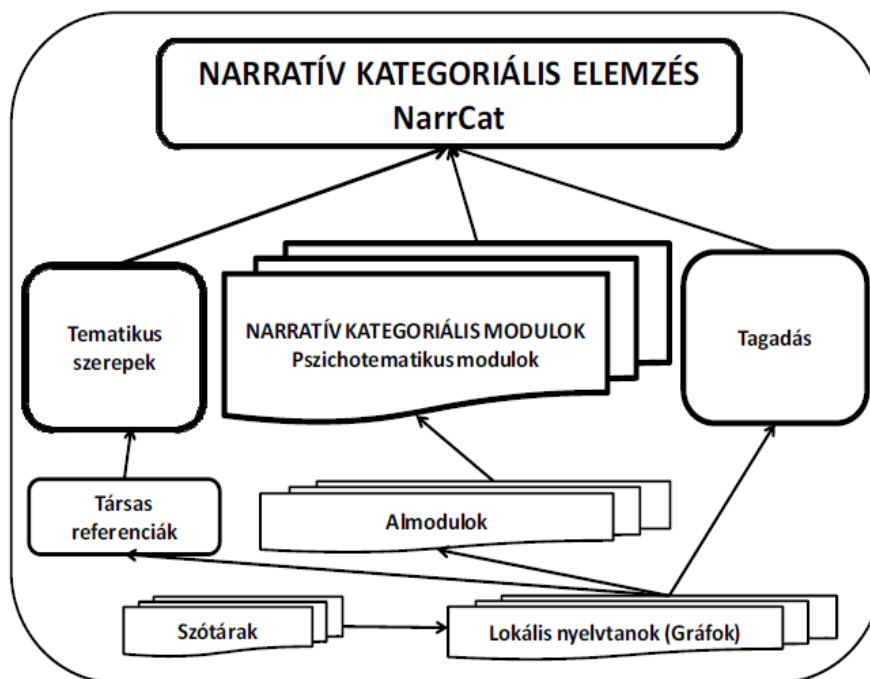 NARRATÍV KATEGORIÁLIS ELEMZÉS
NarrCat
Tematikus
szerepek
NARRATÍV KATEGORIÁLIS MODULOK
Pszichotematikus modulok
Tagadás
Társas
referenciák
Almodulok
Szótárak
Lokális nyelvtanok (Gráfok)